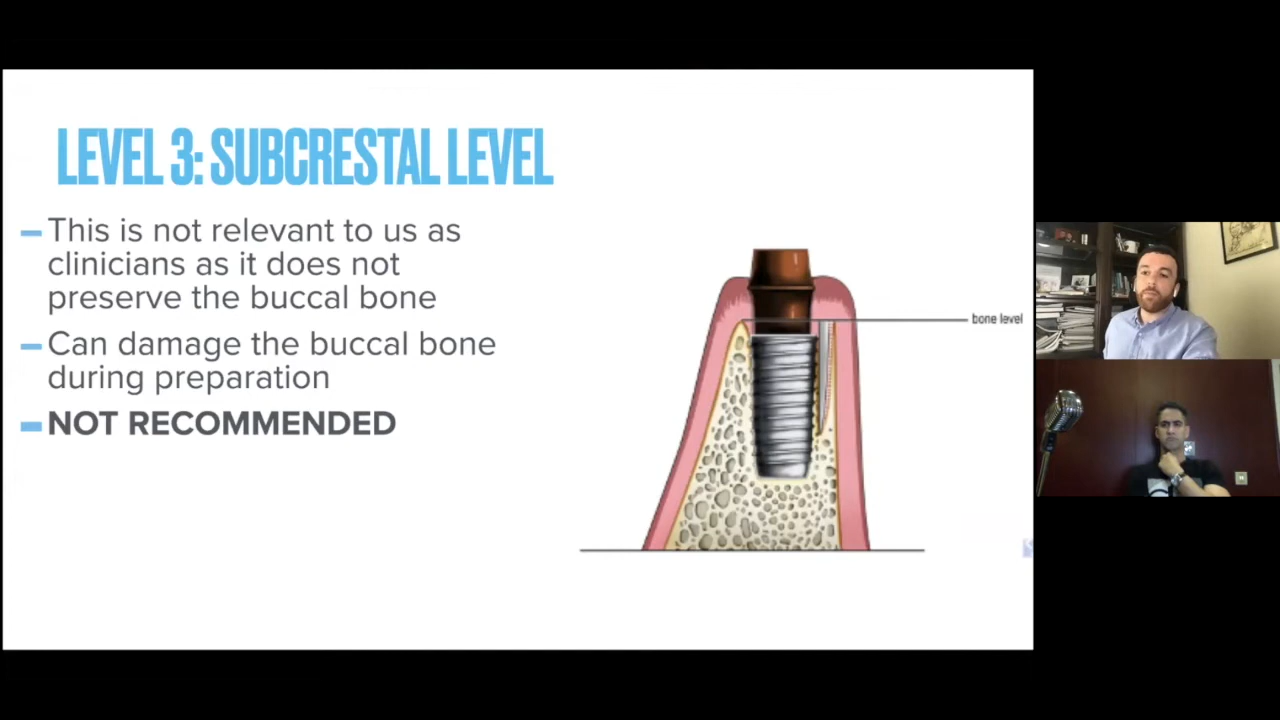 LEVEL 3: SUBCRESTAL LEVEL
This is not relevant to us as
clinicians as it does not
preserve the buccal bone
Can damage the buccal bone
during preparation
NOT RECOMMENDED
bone level